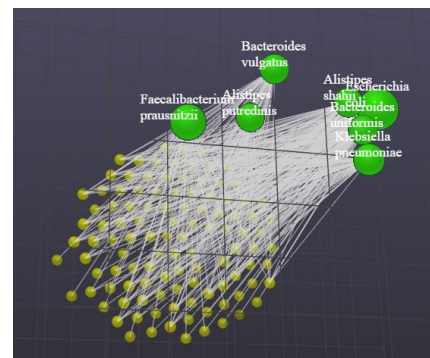 Bacteroides
vulgatus
Alistipes
shahii
Escherichia
coli
Faecalibacterium
prausnitzii
Alistipes
putredinis
Bacteroides
uniformis
Klebsiella
pneumoniae